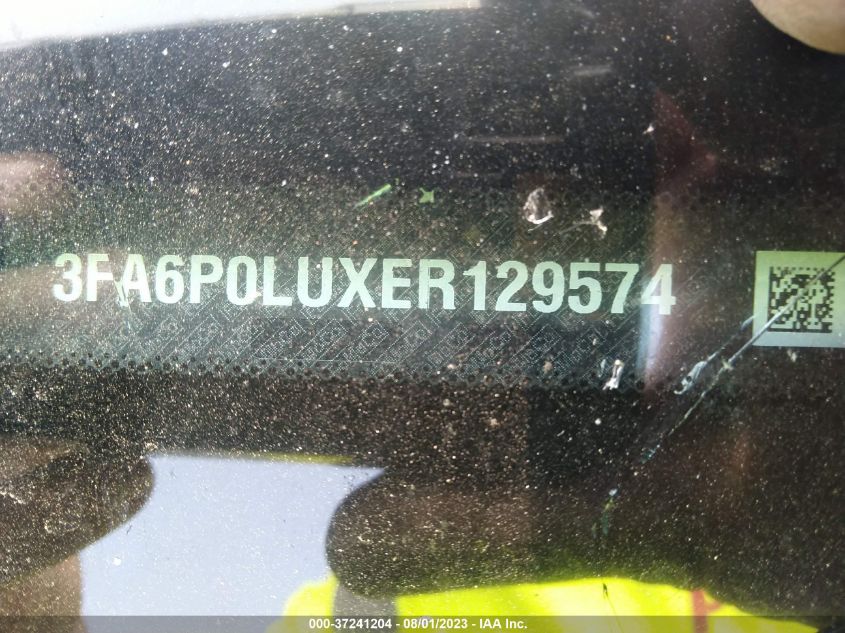 3FA6P0LUXER129574
000-37241204 - 08/01/2023 - IAA Inc.